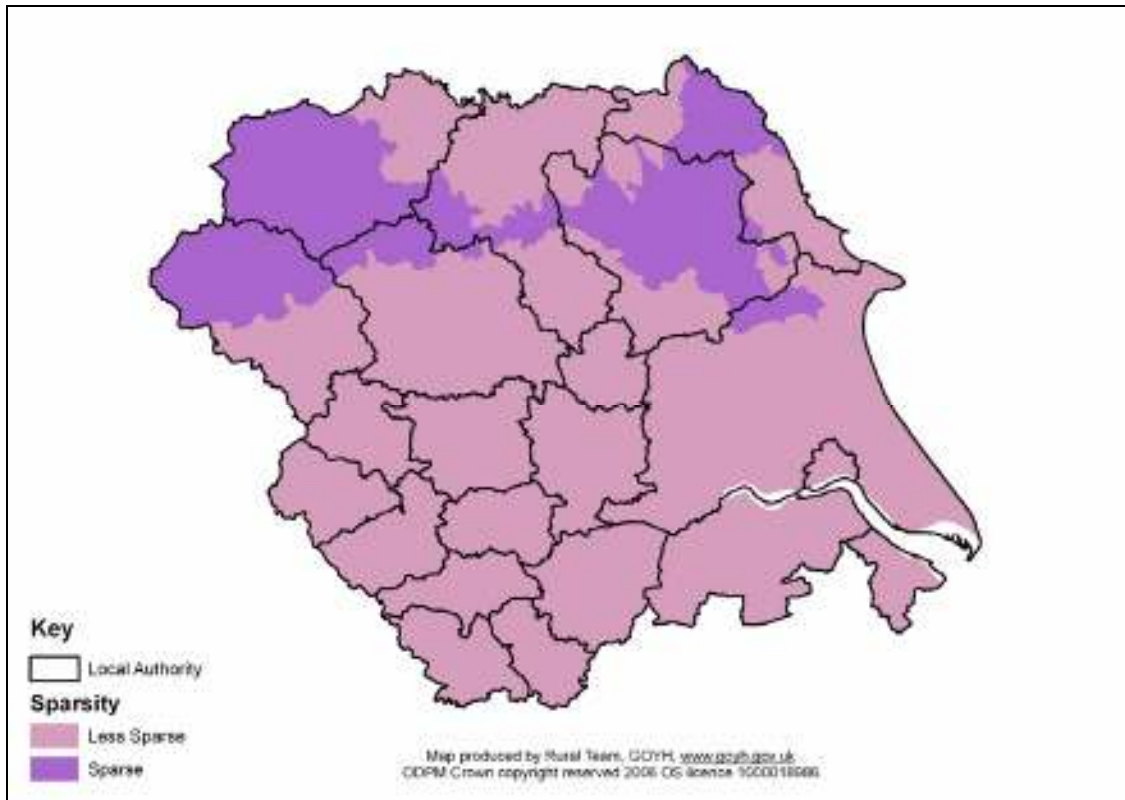 Key
Local Authority
Sparsity
Less Sparse
Sparse
Map produced by Rural Team, GOYH, www.goyh.gov.uk
ODPM Crown copyright reserved 2006 OS licence